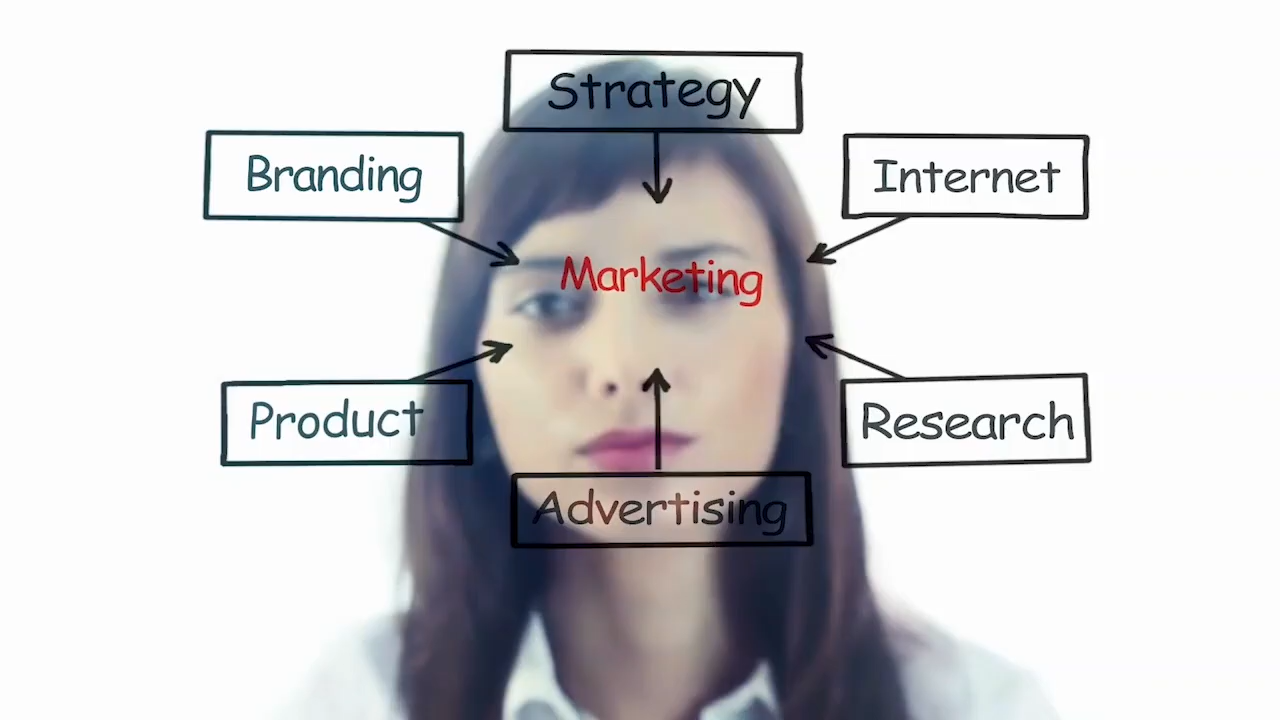 Strategy
Branding
Internet
Marketing
Product
Research
Advertising